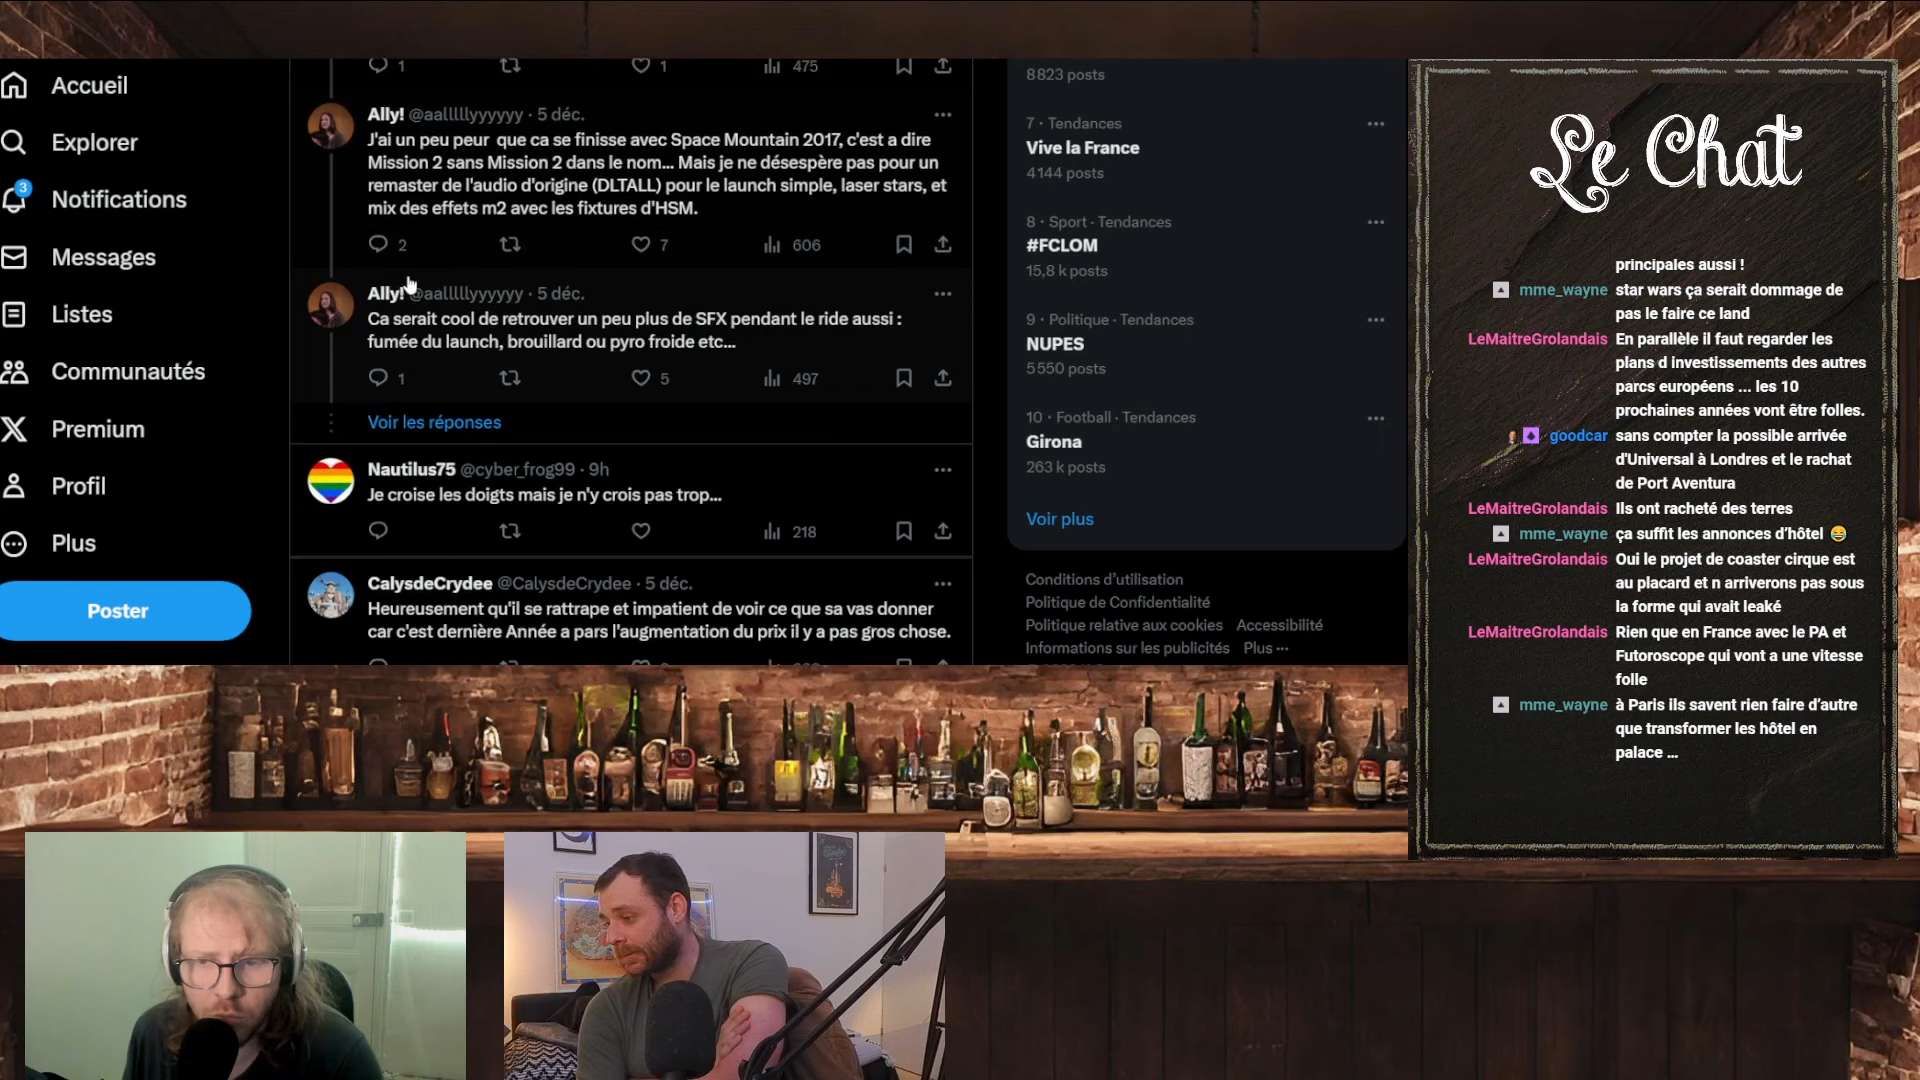 Accueil
Explorer
3
Notifications
Messages
Listes
Communautés
Premium
Profil
Plus
Poster
1
1
475
Ally! @aalllllyyyyyy · 5 déc.
J'ai un peu peur que ca se finisse avec Space Mountain 2017, c'est a dire
Mission 2 sans Mission 2 dans le nom... Mais je ne désespère pas pour un
remaster de l'audio d'origine (DLTALL) pour le launch simple, laser stars, et
mix des effets m2 avec les fixtures d'HSM.
2
7
606
Ally! @aalllllyyyyyy · 5 déc.
Ca serait cool de retrouver un peu plus de SFX pendant le ride aussi :
fumée du launch, brouillard ou pyro froide etc...
1
5
497
Voir les réponses
Nautilus75 @cyber_frog99 · 9h
Je croise les doigts mais je n'y crois pas trop...
218
CalysdeCrydee @CalysdeCrydee · 5 déc.
Heureusement qu'il se rattrape et impatient de voir ce que sa vas donner
car c'est dernière Année a pars l'augmentation du prix il y a pas gros chose.
8 823 posts
7 · Tendances
Vive la France
4 144 posts
8 · Sport · Tendances
#FCLOM
15,8 k posts
9 · Politique · Tendances
NUPES
5 550 posts
10 · Football · Tendances
Girona
263 k posts
Voir plus
Conditions d'utilisation
Politique de Confidentialité
Politique relative aux cookies Accessibilité
Informations sur les publicités Plus ···
Le Chat
principales aussi !
mme_wayne star wars ça serait dommage de
pas le faire ce land
LeMaitreGrolandais En parallèle il faut regarder les
plans d investissements des autres
parcs européens ... les 10
prochaines années vont être folles.
goodcar sans compter la possible arrivée
d'Universal à Londres et le rachat
de Port Aventura
LeMaitreGrolandais Ils ont racheté des terres
mme_wayne ça suffit les annonces d'hôtel 😂
LeMaitreGrolandais Oui le projet de coaster cirque est
au placard et n arriverons pas sous
la forme qui avait leaké
LeMaitreGrolandais Rien que en France avec le PA et
Futoroscope qui vont a une vitesse
folle
mme_wayne à Paris ils savent rien faire d'autre
que transformer les hôtel en
palace ...